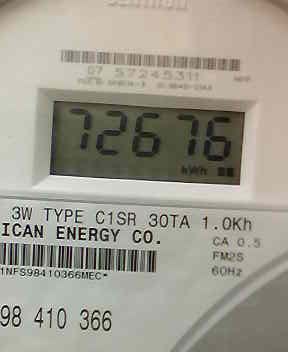 07 57245311
72676
kWh
3W TYPE C1SR 30TA 1.0Kh
ICAN ENERGY CO.
CA 0.5
FM2S
60Hz
1NFS98410366MEC*
98 410 366